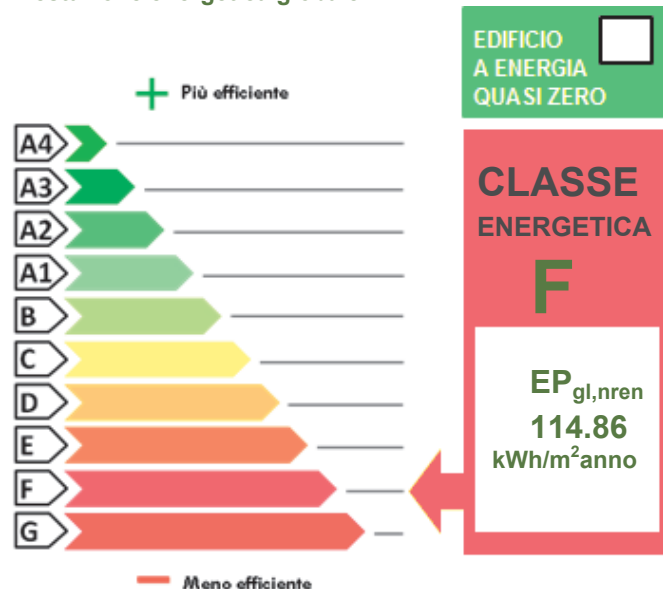 EDIFICIO
A ENERGIA
QUASI ZERO
Più efficiente
A4
A3
A2
A1
B
C
D
E
F
G
Meno efficiente
CLASSE
ENERGETICA
F
EPgl,nren
114.86
kWh/m²anno